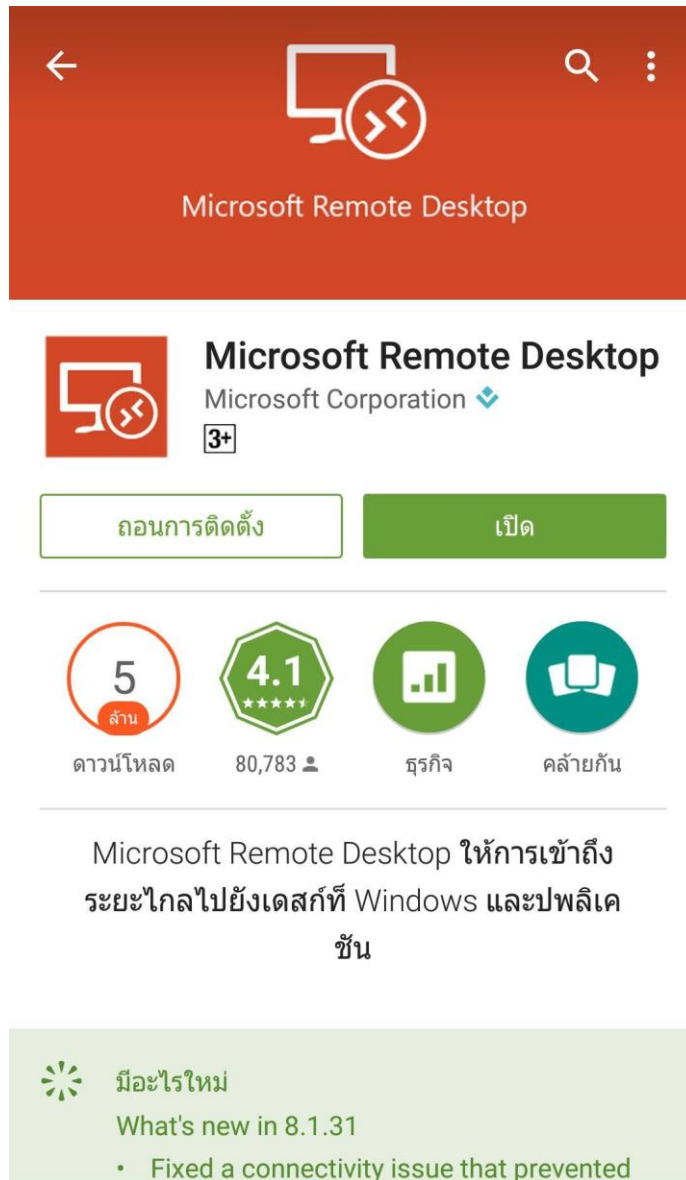 Microsoft Remote Desktop
Microsoft Remote Desktop
Microsoft Corporation
3+
ถอนการติดตั้ง
เปิด
5
ล้าน
4.1
ดาวน์โหลด
80,783
ธุรกิจ
คล้ายกัน
Microsoft Remote Desktop ให้การเข้าถึง
ระยะไกลไปยังเดสก์ท็ Windows และปพลิเค
ชัน
มีอะไรใหม่
What's new in 8.1.31
• Fixed a connectivity issue that prevented